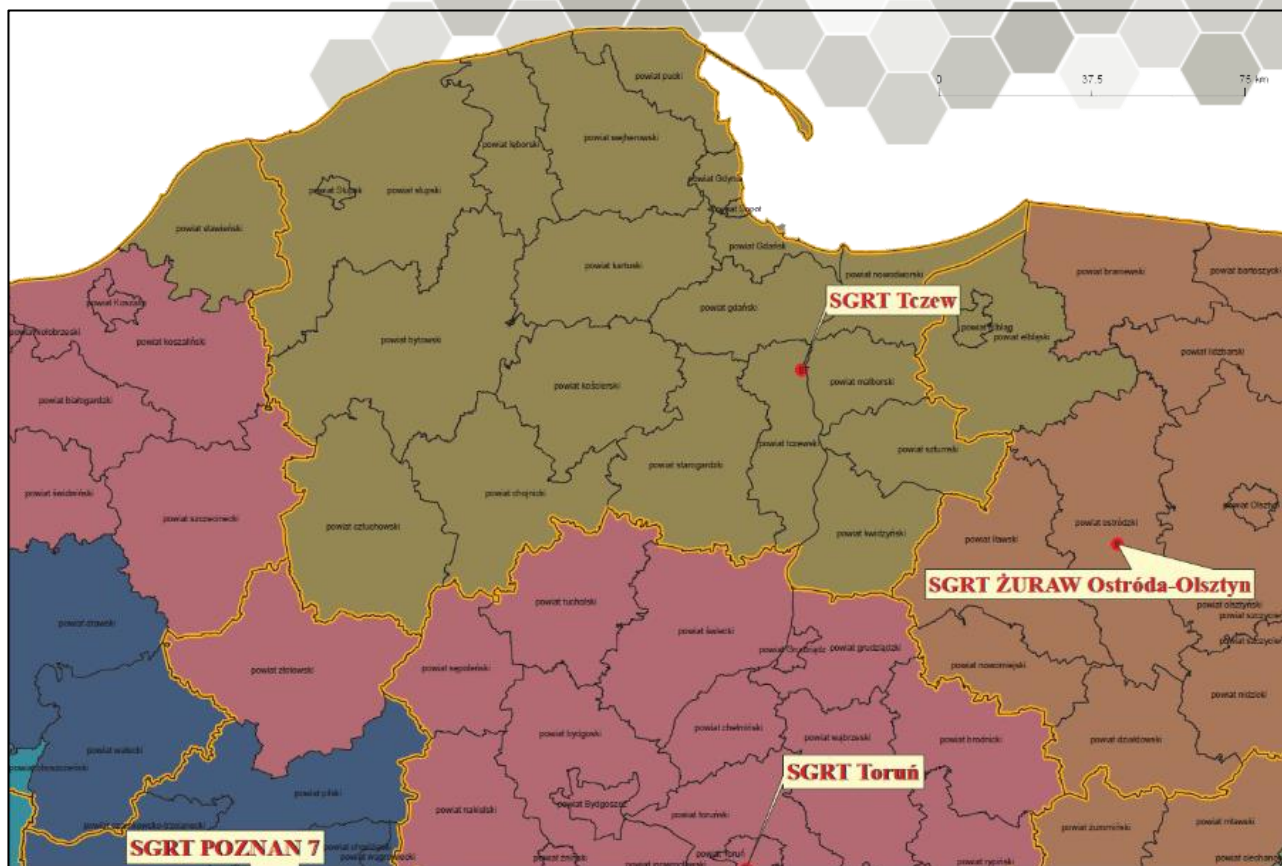 0 37.5 75 km
powiat pucki
powiat wejherowski
powiat lęborski
powiat Słupsk
powiat słupski
powiat Gdynia
powiat sławieński
powiat Gdańsk
powiat nowodworski
powiat kartuski
powiat gdański
powiat braniewski
powiat bartoszycki
powiat Koszalin
powiat koszaliński
SGRT Tczew
powiat Elbląg
powiat elbląski
powiat bytowski
powiat kościerski
powiat malborski
powiat lidzbarski
powiat białogardzki
powiat tczewski
powiat sztumski
powiat starogardzki
powiat chojnicki
powiat świdwiński
powiat szczecinecki
powiat człuchowski
powiat ostródzki
powiat Olsztyn
powiat kwidzyński
powiat iławski
SGRT ŻURAW Ostróda-Olsztyn
powiat olsztyński
powiat tucholski
powiat świecki
powiat drawski
powiat złotowski
powiat sępoleński
powiat Grudziądz
powiat grudziądzki
powiat nowomiejski
powiat nidzicki
powiat chełmiński
powiat wąbrzeski
powiat brodnicki
powiat działdowski
powiat wałecki
powiat bydgoski
SGRT Toruń
powiat pilski
powiat nakielski
powiat Bydgoszcz
powiat toruński
powiat żuromiński
powiat mławski
SGRT POZNAN 7
powiat wągrowiecki
powiat żniński
powiat Toruń
powiat rypiński